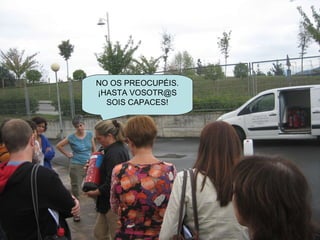 NO OS PREOCUPÉIS.
¡HASTA VOSOTR@S
SOIS CAPACES!